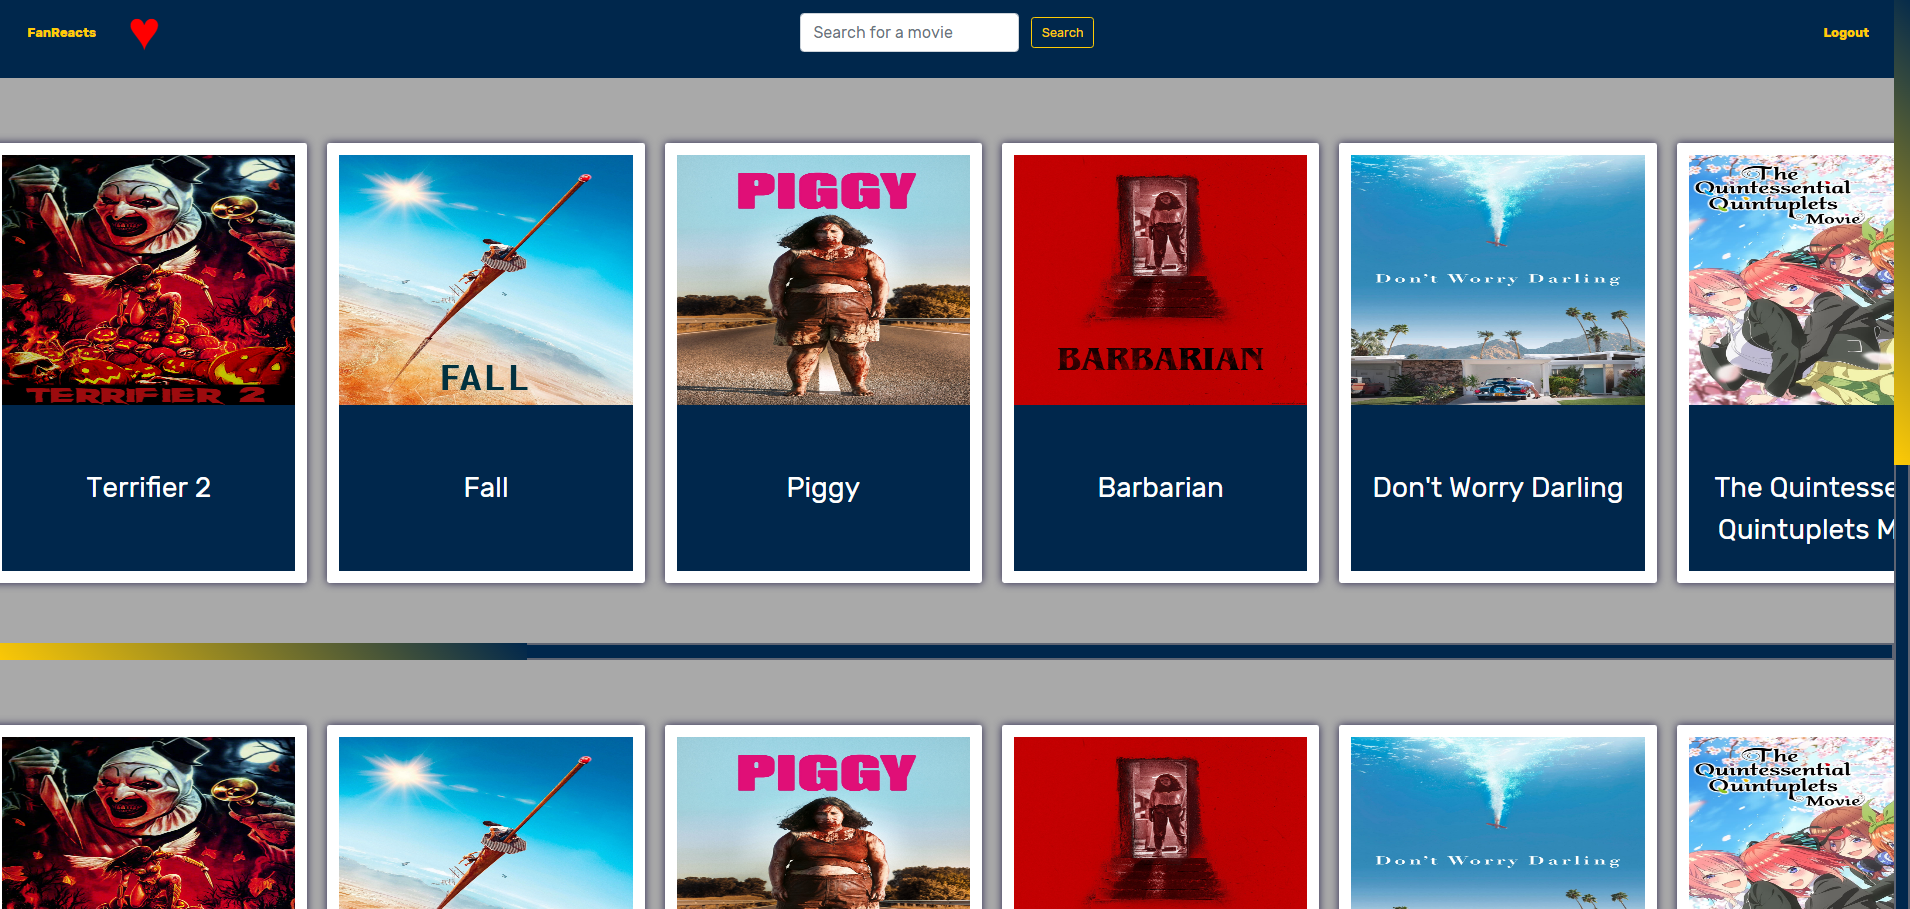 FanReacts
Search for a movie
Search
Logout
TERRIFIER 2
FALL
PIGGY
BARBARIAN
Don't Worry Darling
The
Quintessential
Quintuplets
Movie
Terrifier 2
Fall
Piggy
Barbarian
Don't Worry Darling
The Quintesse
Quintuplets M
PIGGY
Don't Worry Darling
The
Quintessential
Quintuplets
Movie